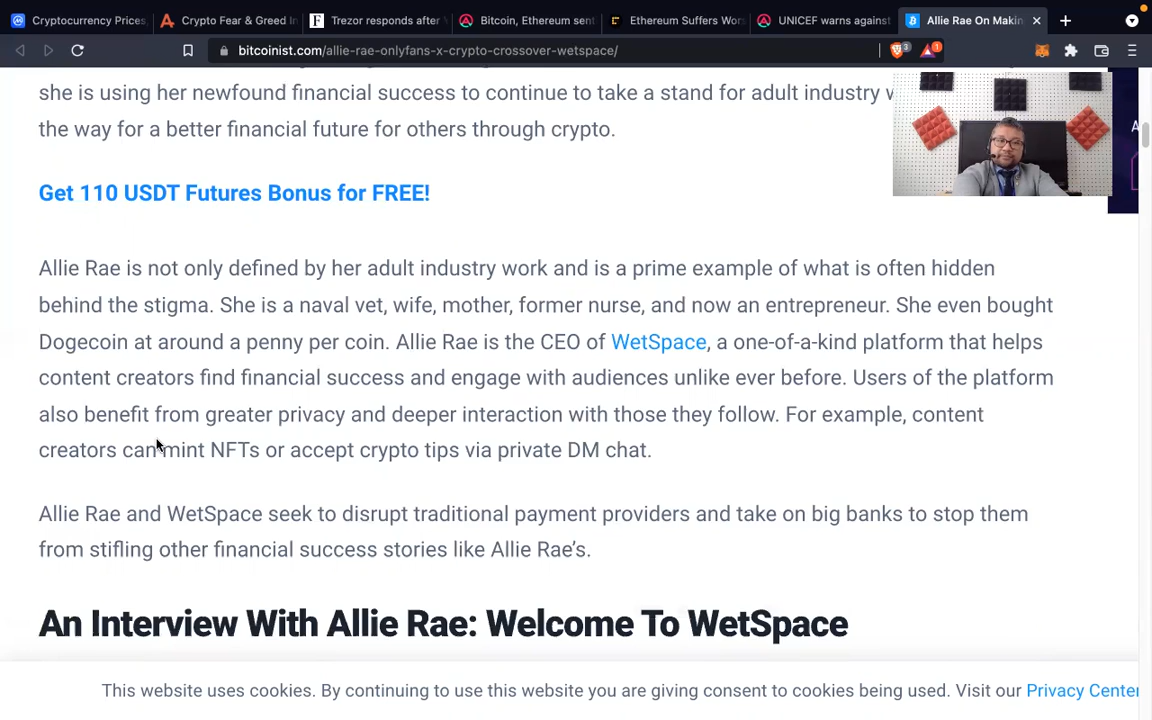 Cryptocurrency Prices,
Crypto Fear & Greed In
Trezor responds after
Bitcoin, Ethereum sent
Ethereum Suffers Wors
UNICEF warns against
Allie Rae On Makin
bitcoinist.com/allie-rae-onlyfans-x-crypto-crossover-wetspace/
3
1
she is using her newfound financial success to continue to take a stand for adult industry w
the way for a better financial future for others through crypto.
Get 110 USDT Futures Bonus for FREE!
Allie Rae is not only defined by her adult industry work and is a prime example of what is often hidden
behind the stigma. She is a naval vet, wife, mother, former nurse, and now an entrepreneur. She even bought
Dogecoin at around a penny per coin. Allie Rae is the CEO of WetSpace, a one-of-a-kind platform that helps
content creators find financial success and engage with audiences unlike ever before. Users of the platform
also benefit from greater privacy and deeper interaction with those they follow. For example, content
creators can mint NFTs or accept crypto tips via private DM chat.
Allie Rae and WetSpace seek to disrupt traditional payment providers and take on big banks to stop them
from stifling other financial success stories like Allie Rae's.
An Interview With Allie Rae: Welcome To WetSpace
This website uses cookies. By continuing to use this website you are giving consent to cookies being used. Visit our Privacy Center